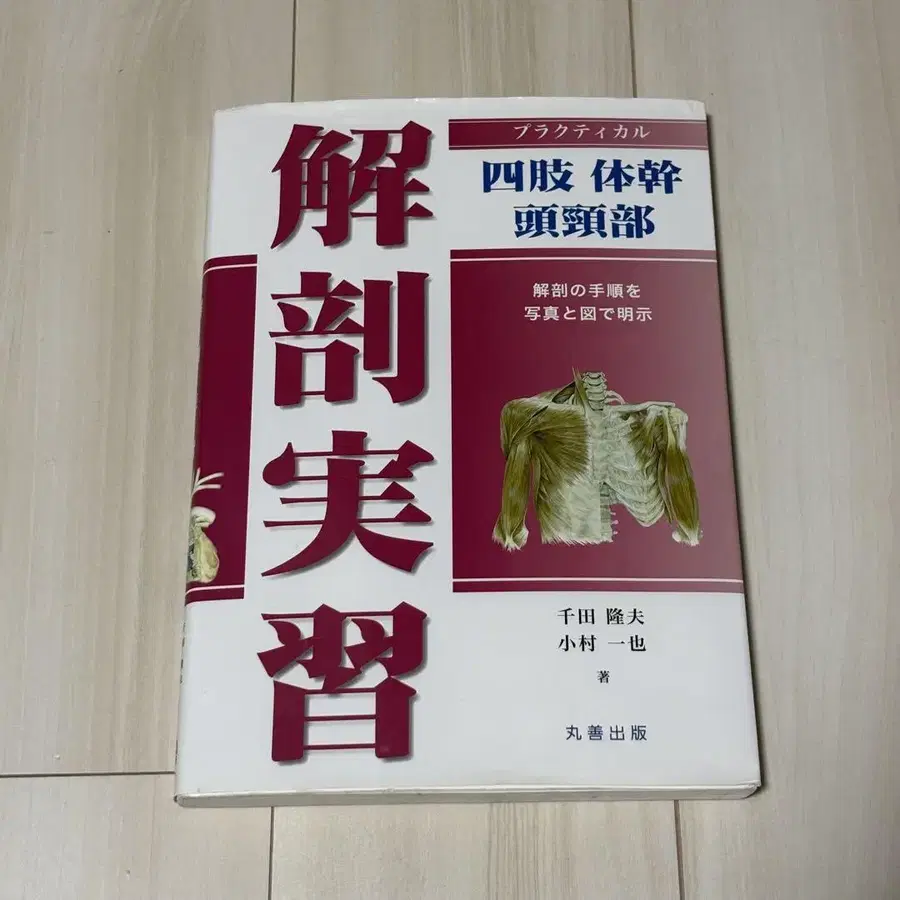 プラクティカル
解剖実習
四肢 体幹
頭頸部
解剖の手順を
写真と図で明示
千田 隆夫
小村 一也
著
丸善出版